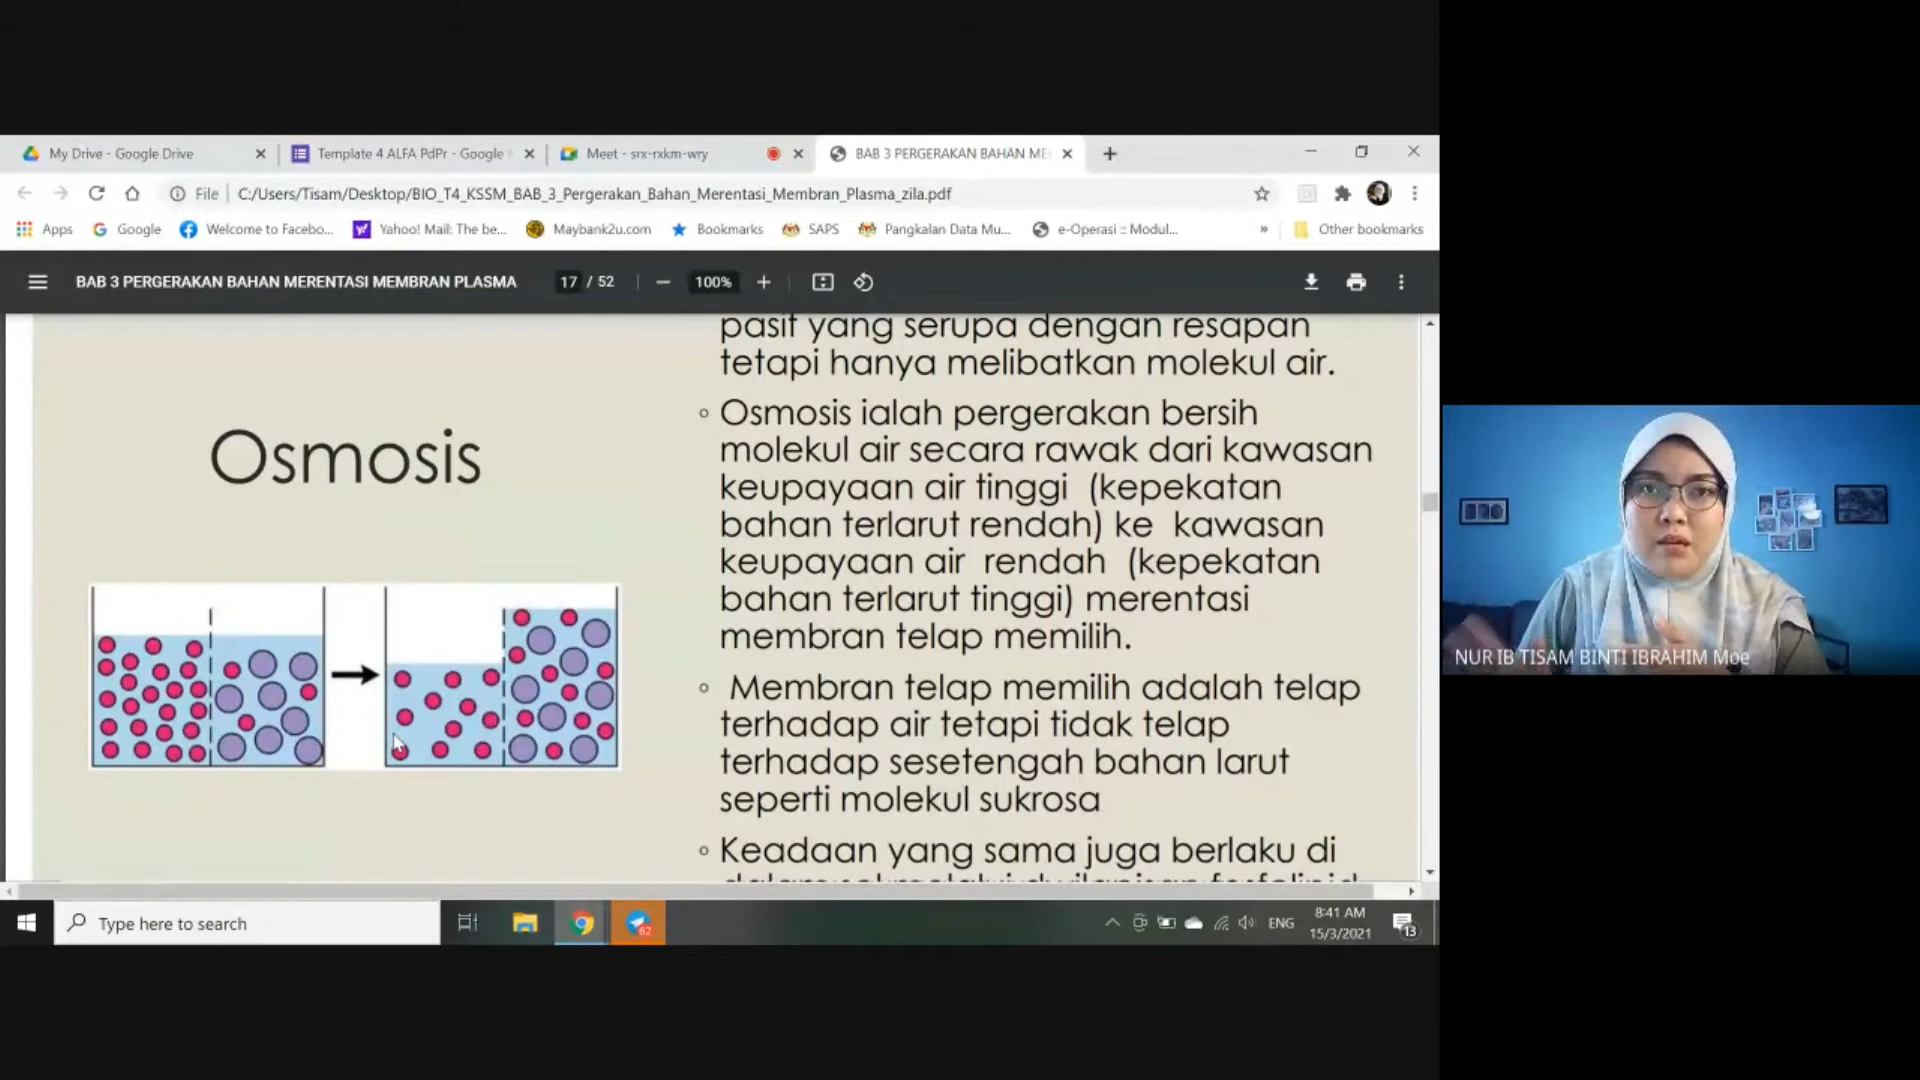 My Drive - Google Drive
Template 4 ALFA PdPr - Google
Meet - srx-rxkm-wry
BAB 3 PERGERAKAN BAHAN ME
File
C:/Users/Tisam/Desktop/BIO_T4_KSSM_BAB_3_Pergerakan_Bahan_Merentasi_Membran_Plasma_zila.pdf
Apps
Google
Welcome to Facebo...
Yahoo! Mail: The be...
Maybank2u.com
Bookmarks
SAPS
Pangkalan Data Mu...
e-Operasi :: Modul...
»
Other bookmarks
BAB 3 PERGERAKAN BAHAN MERENTASI MEMBRAN PLASMA
17 / 52
100%
Osmosis
pasif yang serupa dengan resapan
tetapi hanya melibatkan molekul air.
Osmosis ialah pergerakan bersih
molekul air secara rawak dari kawasan
keupayaan air tinggi (kepekatan
bahan terlarut rendah) ke kawasan
keupayaan air rendah (kepekatan
bahan terlarut tinggi) merentasi
membran telap memilih.
Membran telap memilih adalah telap
terhadap air tetapi tidak telap
terhadap sesetengah bahan larut
seperti molekul sukrosa
Keadaan yang sama juga berlaku di
NUR IB TISAM BINTI IBRAHIM Moe
Type here to search
62
ENG
8:41 AM
15/3/2021
13